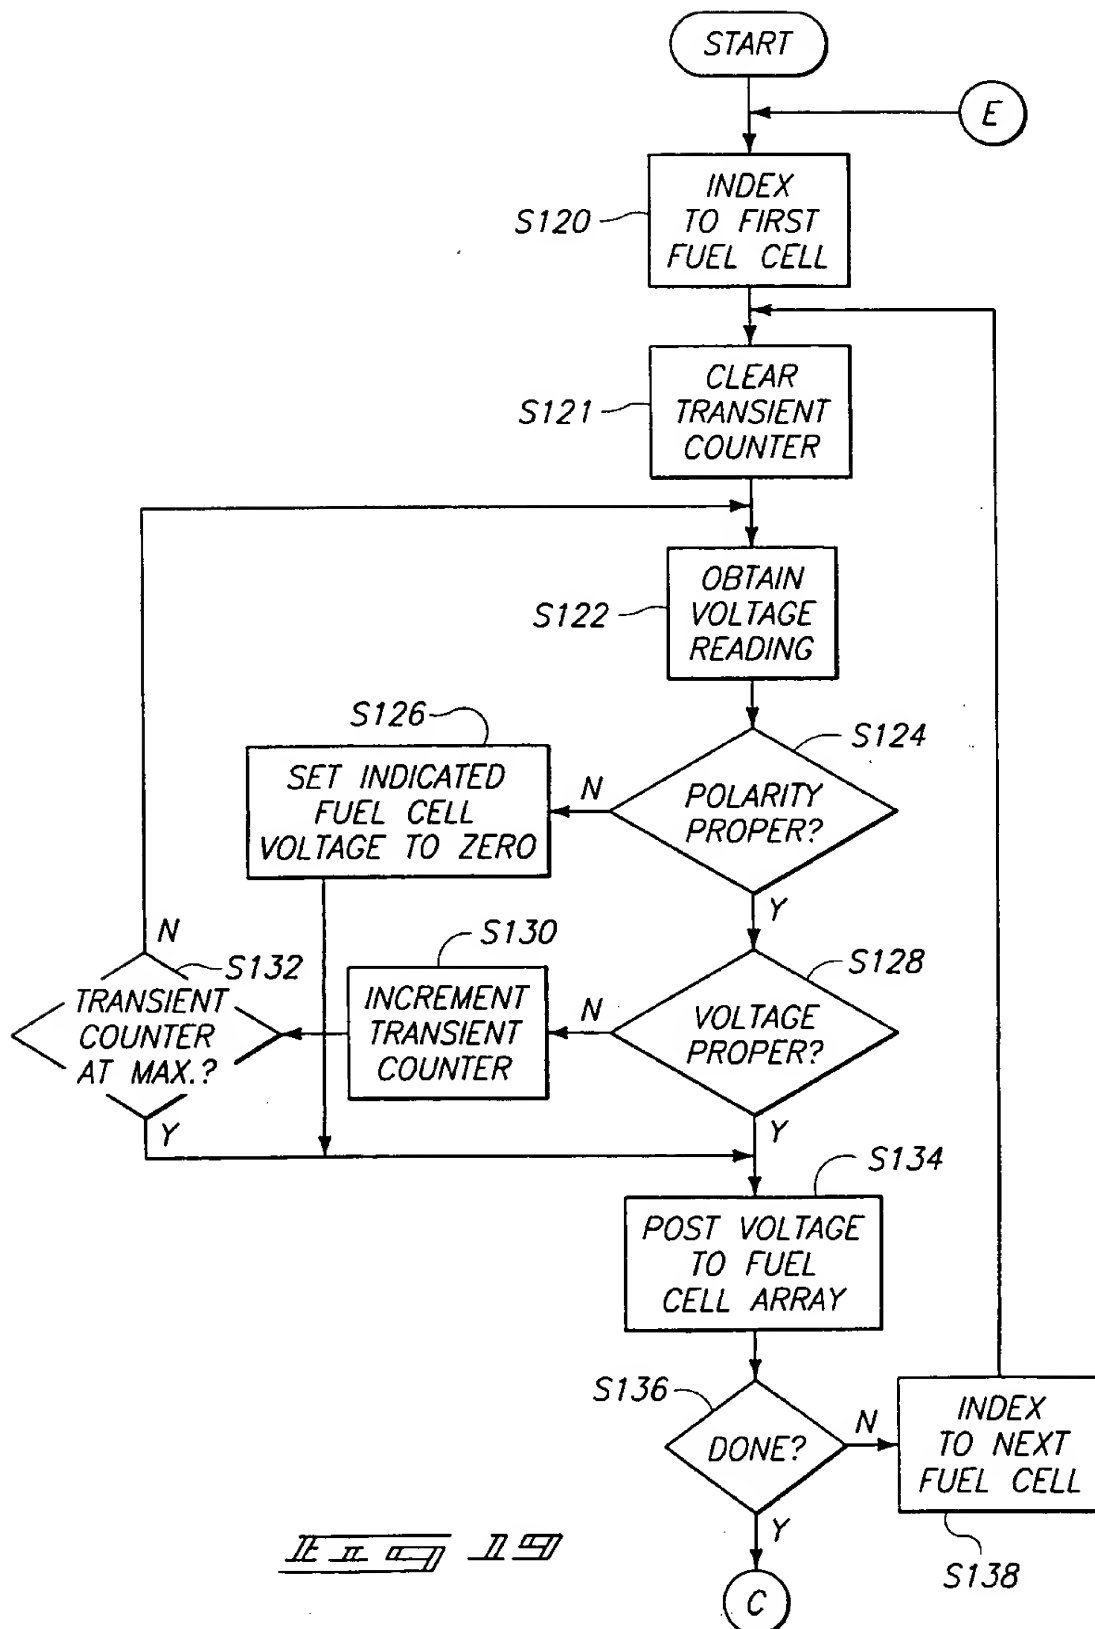 START
E
INDEX
TO FIRST
FUEL CELL
S120
CLEAR
TRANSIENT
COUNTER
S121
OBTAIN
VOLTAGE
READING
S122
S126
S124
SET INDICATED
FUEL CELL
VOLTAGE TO ZERO
N
POLARITY
PROPER?
Y
N
S132
S130
S128
TRANSIENT
COUNTER
AT MAX.?
INCREMENT
TRANSIENT
COUNTER
N
VOLTAGE
PROPER?
Y
Y
S134
POST VOLTAGE
TO FUEL
CELL ARRAY
S136
DONE?
N
INDEX
TO NEXT
FUEL CELL
Y
S138
C
FIG 19